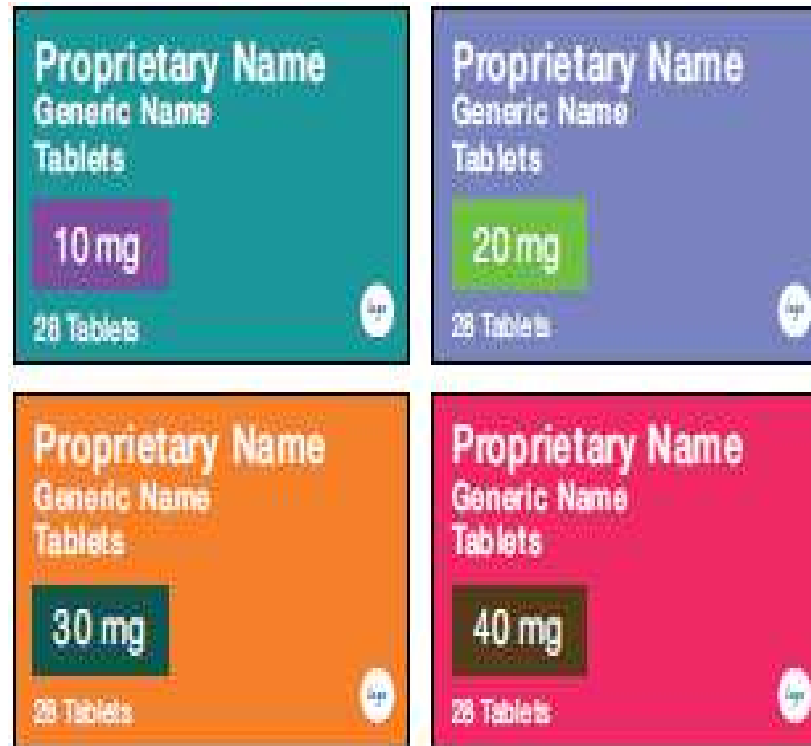 Proprietary Name
Generic Name
Tablets
10 mg
28 Tablets
Proprietary Name
Generic Name
Tablets
20 mg
28 Tablets
Proprietary Name
Generic Name
Tablets
30 mg
28 Tablets
Proprietary Name
Generic Name
Tablets
40 mg
28 Tablets